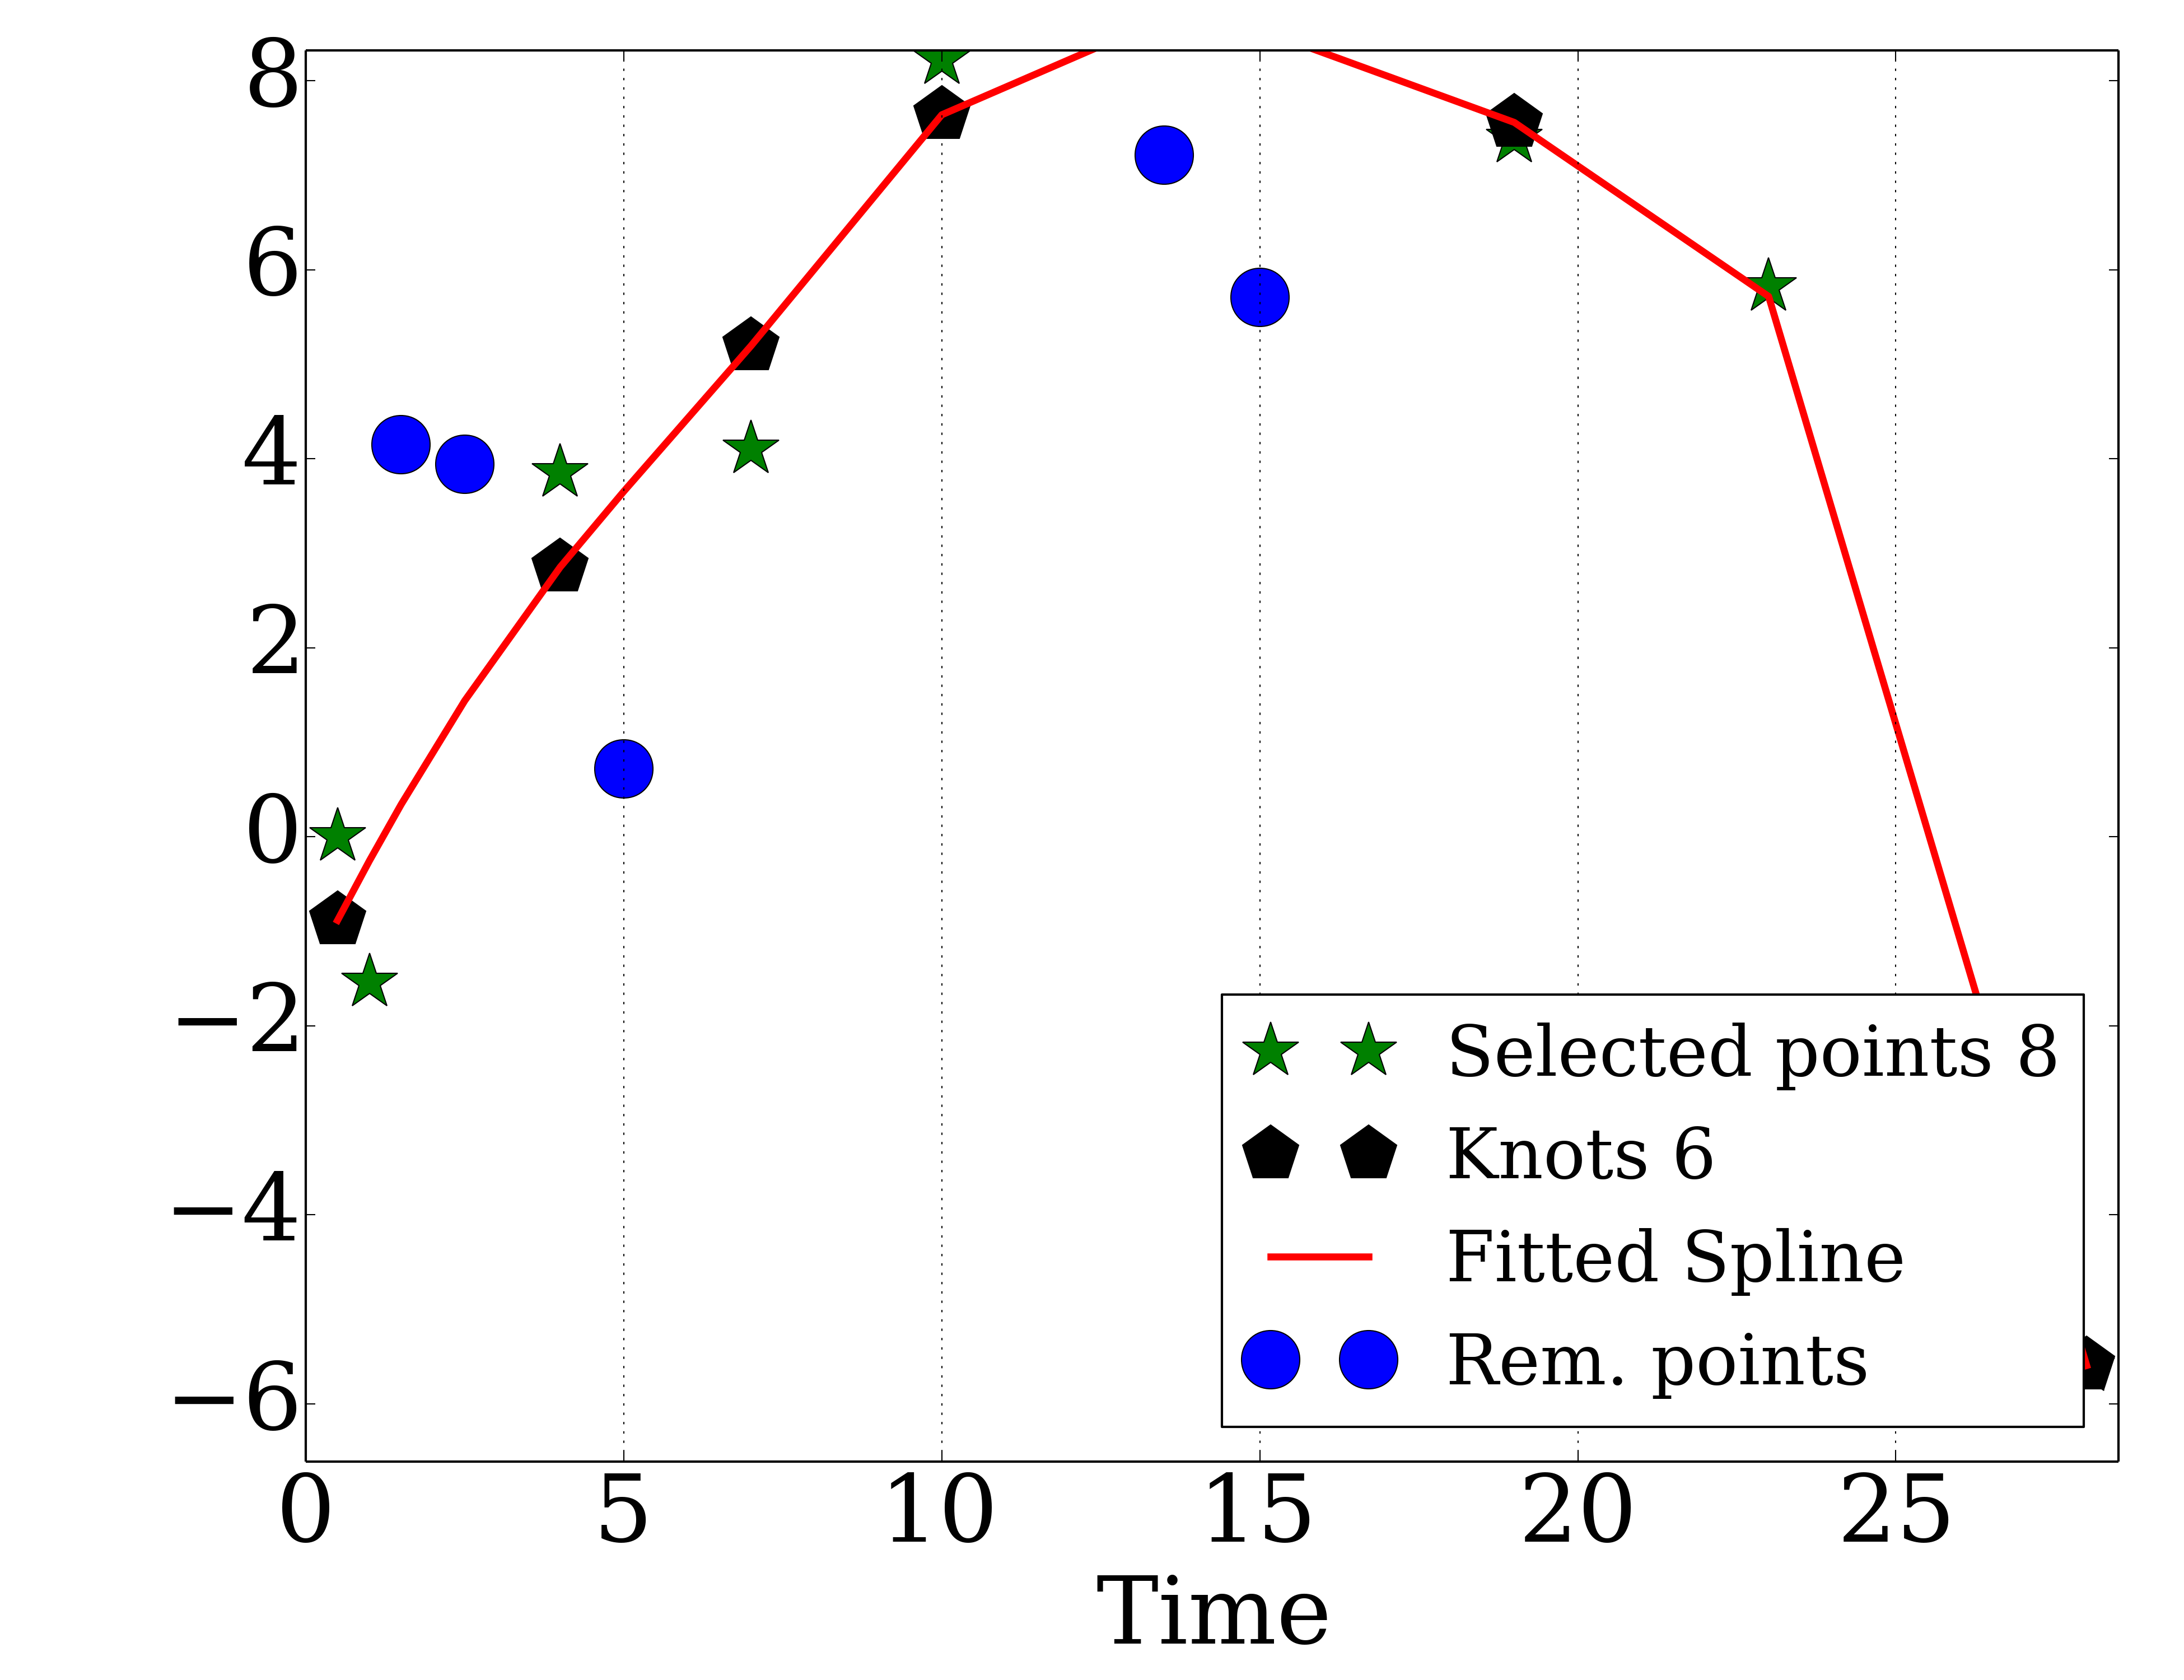 8
6
4
2
0
−2
−4
−6
Selected points 8
Knots 6
Fitted Spline
Rem. points
0 5 10 15 20 25
Time